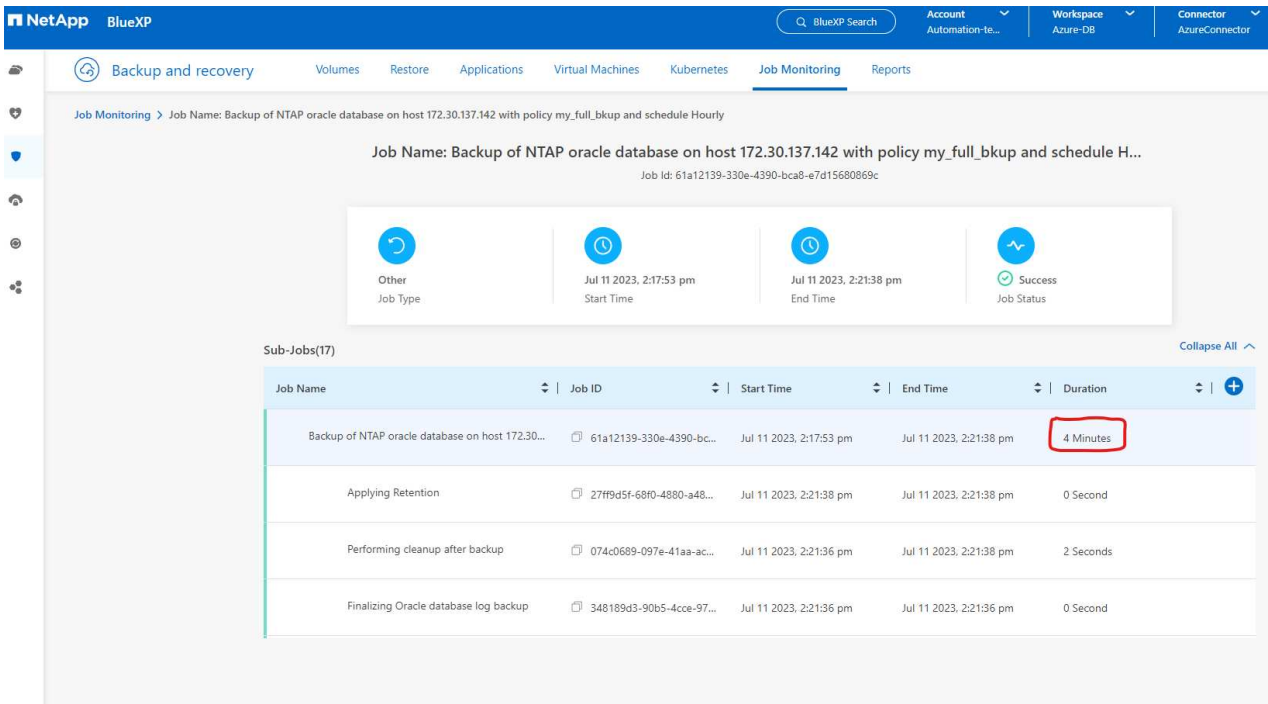 NetApp BlueXP
BlueXP Search
Account
Automation-te...
Workspace
Azure-DB
Connector
AzureConnector
Backup and recovery
Volumes Restore Applications Virtual Machines Kubernetes Job Monitoring Reports
Job Monitoring > Job Name: Backup of NTAP oracle database on host 172.30.137.142 with policy my_full_bkup and schedule Hourly
Job Name: Backup of NTAP oracle database on host 172.30.137.142 with policy my_full_bkup and schedule H...
Job Id: 61a12139-330e-4390-bca8-e7d15680869c
Other
Job Type
Jul 11 2023, 2:17:53 pm
Start Time
Jul 11 2023, 2:21:38 pm
End Time
Success
Job Status
Sub-Jobs(17)
Collapse All
Job Name Job ID Start Time End Time Duration
Backup of NTAP oracle database on host 172.30... 61a12139-330e-4390-bc... Jul 11 2023, 2:17:53 pm Jul 11 2023, 2:21:38 pm 4 Minutes
Applying Retention 27ff9d5f-68f0-4880-a48... Jul 11 2023, 2:21:38 pm Jul 11 2023, 2:21:38 pm 0 Second
Performing cleanup after backup 074c0689-097e-41aa-ac... Jul 11 2023, 2:21:36 pm Jul 11 2023, 2:21:38 pm 2 Seconds
Finalizing Oracle database log backup 348189d3-90b5-4cce-97... Jul 11 2023, 2:21:36 pm Jul 11 2023, 2:21:36 pm 0 Second